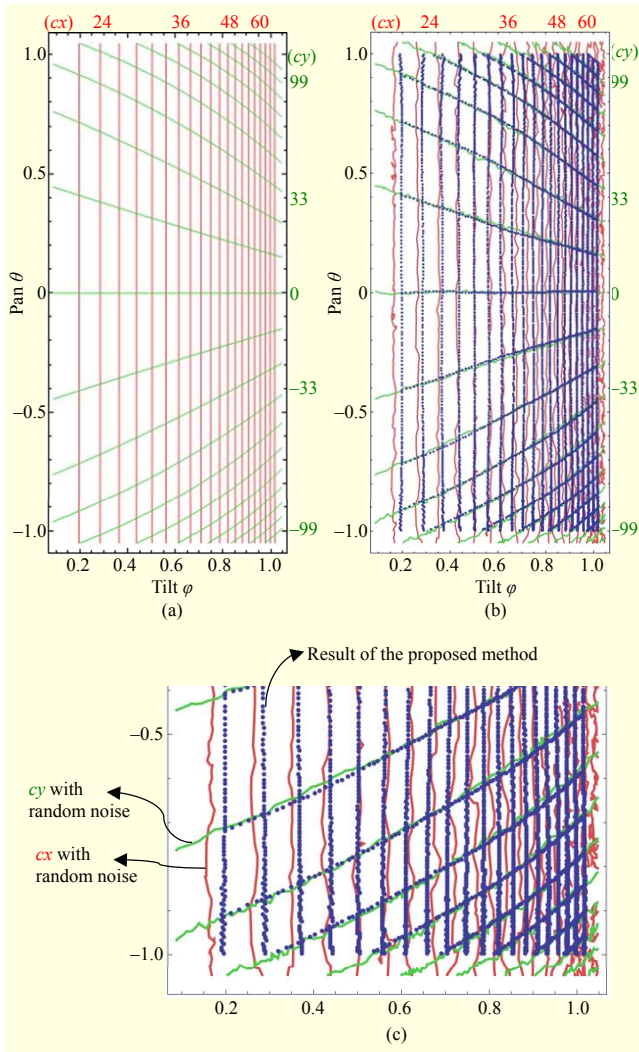 (cx) 24 36 48 60
(cx) 24 36 48 60
1.0
0.5
0
−0.5
−1.0
Pan θ
(cy)
99
33
0
−33
−99
0.2 0.4 0.6 0.8 1.0
Tilt φ
(a)
1.0
0.5
0
−0.5
−1.0
Pan θ
(cy)
99
33
0
−33
−99
0.2 0.4 0.6 0.8 1.0
Tilt φ
(b)
Result of the proposed method
−0.5
cy with
random noise
cx with
random noise
−1.0
0.2 0.4 0.6 0.8 1.0
(c)